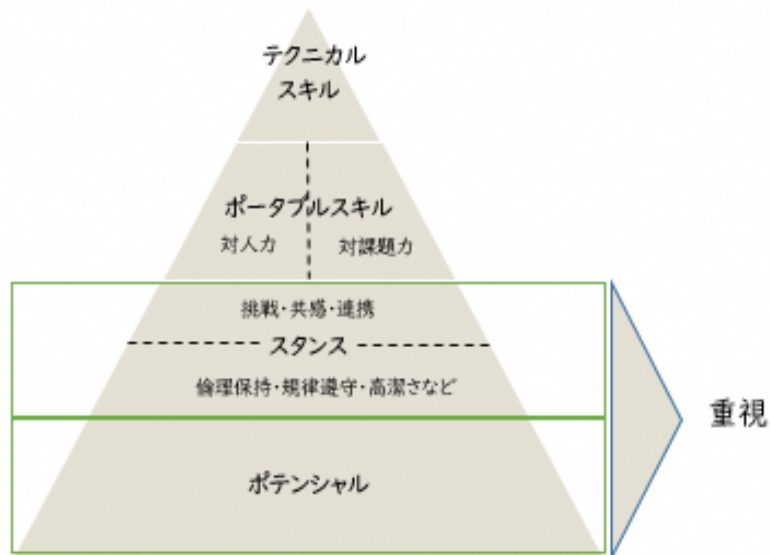 テクニカル
スキル
ポータブルスキル
対人力 対課題力
挑戦・共感・連携
スタンス
倫理保持・規律遵守・高潔さなど
重視
ポテンシャル